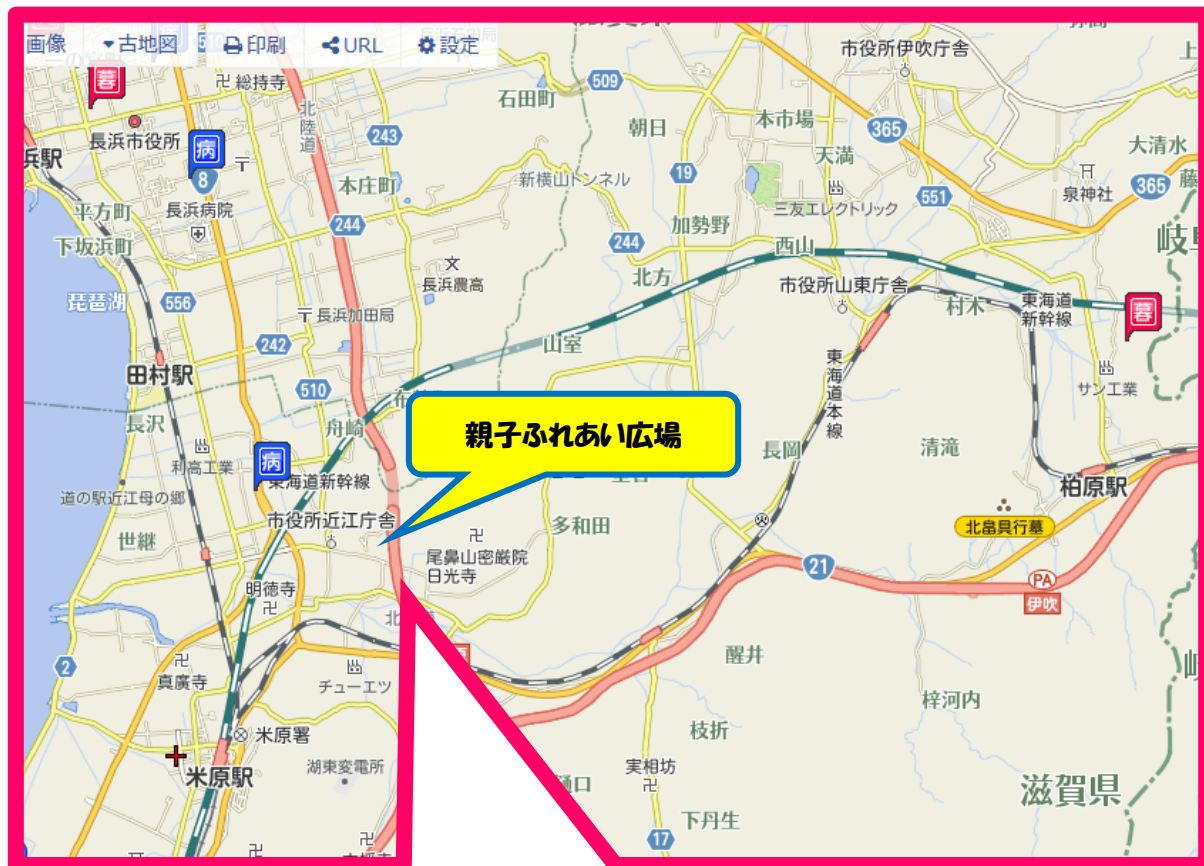 画像
▼古地図
印刷
URL
設定
市役所伊吹庁舎
総持寺
石田町
509
北陸道
長浜市役所
243
朝日
本市場
365
大清水
浜駅
病
8
19
天満
泉神社
365
本庄町
新横山トンネル
551
平方町
長浜病院
244
三友エレクトリック
下坂浜町
加勢野
244
西山
長浜農高
北方
市役所山東庁舎
琵琶湖
556
長浜加田局
村木
東海道
新幹線
山室
242
田村駅
東海道本線
サン工業
510
長沢
舟崎
親子ふれあい広場
利高工業
病
長岡
清滝
東海道新幹線
柏原駅
道の駅近江母の郷
市役所近江庁舎
多和田
北畠具行墓
世継
尾鼻山密厳院
日光寺
21
PA
伊吹
明徳寺
2
真廣寺
チューエツ
醒井
梓河内
米原署
枝折
米原駅
湖東変電所
実相坊
樋口
滋賀県
下丹生
17